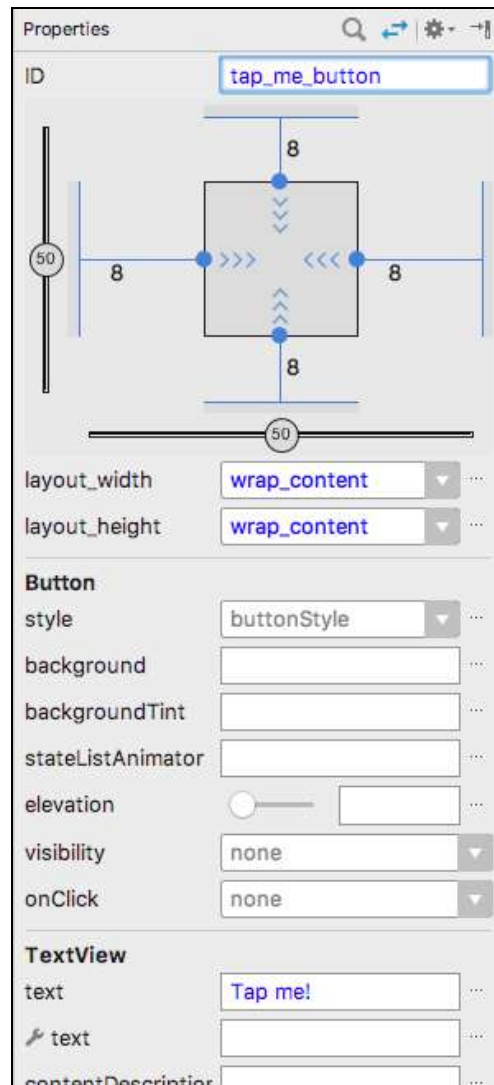 Properties
ID tap_me_button
8
50
8 8
8
50
layout_width wrap_content
layout_height wrap_content
Button
style buttonStyle
background
backgroundTint
stateListAnimator
elevation
visibility none
onClick none
TextView
text Tap me!
text
contentDescription